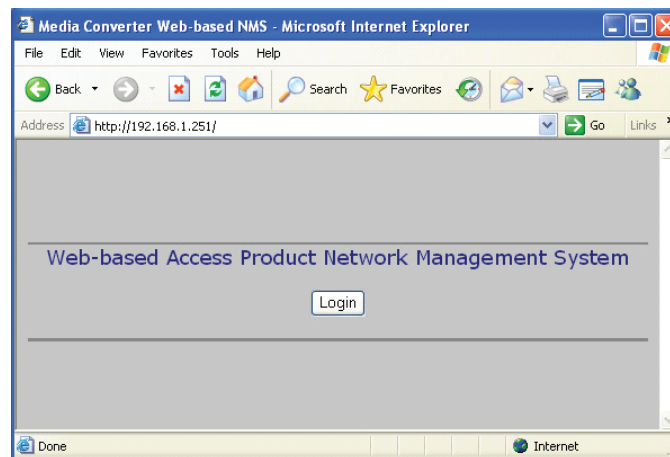 Media Converter Web-based NMS - Microsoft Internet Explorer
File Edit View Favorites Tools Help
Back Search Favorites
Address http://192.168.1.251/ Go Links
Web-based Access Product Network Management System
Login
Done Internet